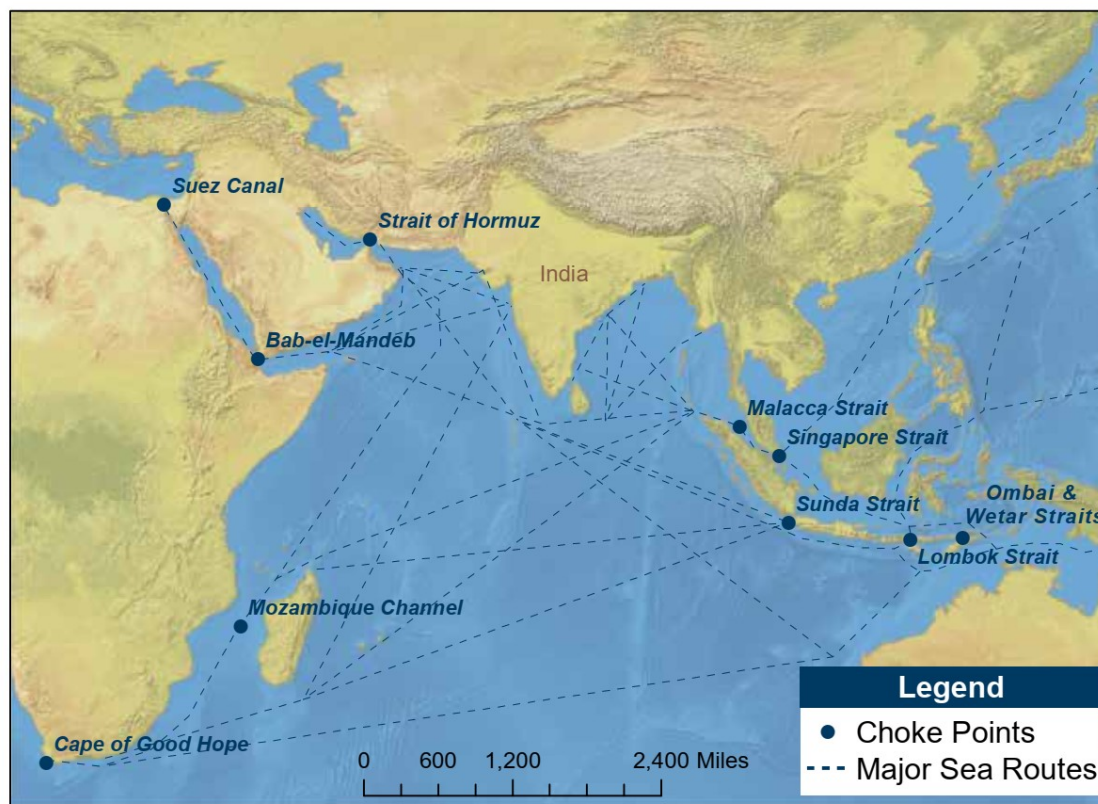 Suez Canal
Strait of Hormuz
India
Bab-el-Mandeb
Malacca Strait
Singapore Strait
Sunda Strait
Ombai &
Wetar Straits
Lombok Strait
Mozambique Channel
Cape of Good Hope
0 600 1,200 2,400 Miles
Legend
Choke Points
Major Sea Routes